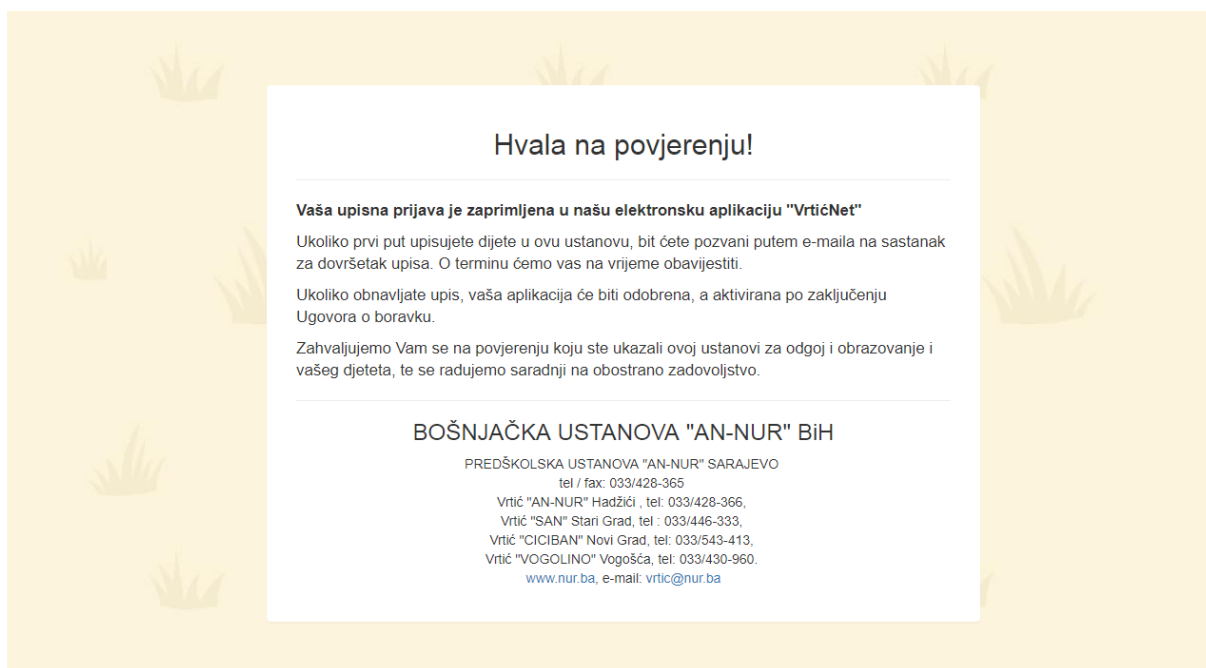 Hvala na povjerenju!
Vaša upisna prijava je zaprimljena u našu elektronsku aplikaciju "VrtićNet"
Ukoliko prvi put upisujete dijete u ovu ustanovu, bit ćete pozvani putem e-maila na sastanak
za dovršetak upisa. O terminu ćemo vas na vrijeme obavijestiti.
Ukoliko obnavljate upis, vaša aplikacija će biti odobrena, a aktivirana po zaključenju
Ugovora o boravku.
Zahvaljujemo Vam se na povjerenju koju ste ukazali ovoj ustanovi za odgoj i obrazovanje i
vašeg djeteta, te se radujemo saradnji na obostrano zadovoljstvo.
BOŠNJAČKA USTANOVA "AN-NUR" BiH
PREDŠKOLSKA USTANOVA "AN-NUR" SARAJEVO
tel / fax: 033/428-365
Vrtić "AN-NUR" Hadžići , tel: 033/428-366,
Vrtić "SAN" Stari Grad, tel : 033/446-333,
Vrtić "CICIBAN" Novi Grad, tel: 033/543-413,
Vrtić "VOGOLINO" Vogošća, tel: 033/430-960.
www.nur.ba, e-mail: vrtic@nur.ba